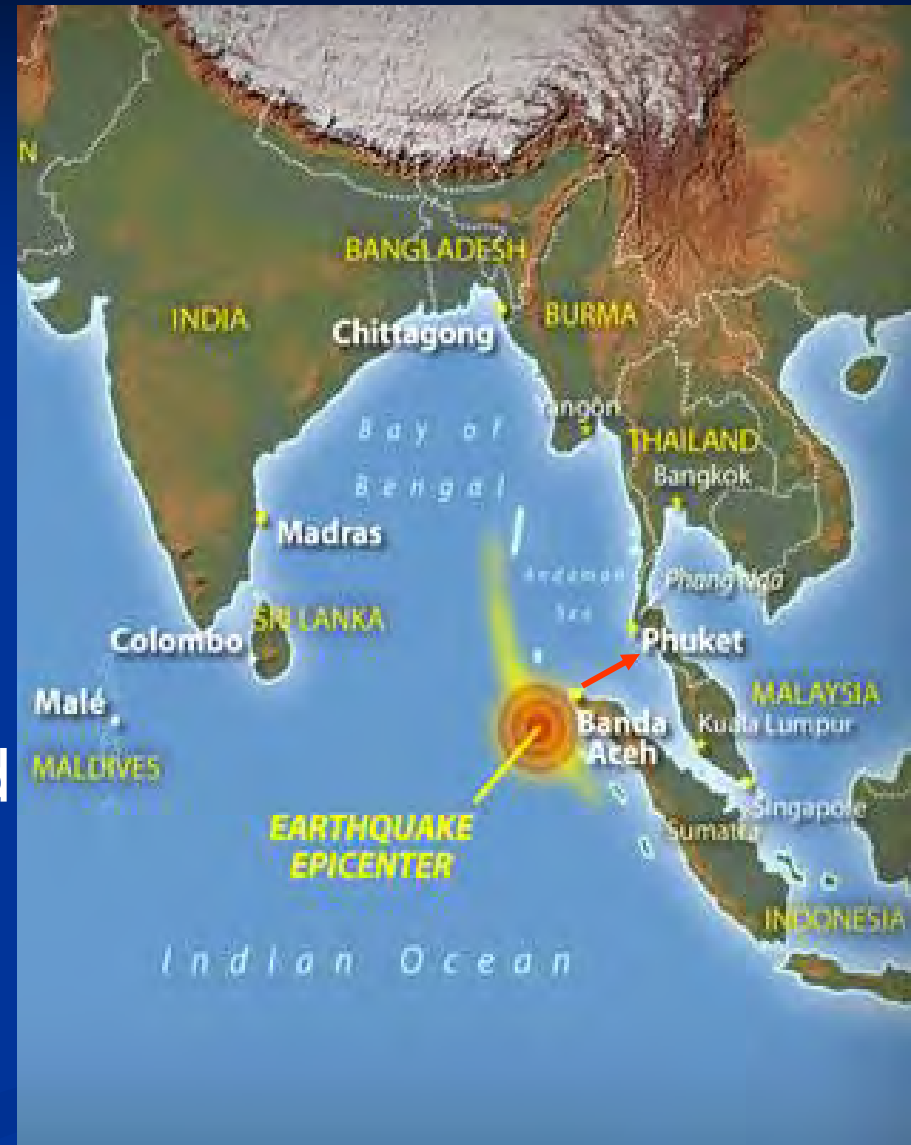 N
BANGLADESH
INDIA
BURMA
Chittagong
Yangon
Bay of
THAILAND
Bangkok
Bengal
Madras
Andaman
Phang Nga
Sea
SRI LANKA
Colombo
Phuket
MALAYSIA
Malé
Banda
Kuala Lumpur
Aceh
d
MALDIVES
Singapore
EARTHQUAKE
Sumatra
EPICENTER
INDONESIA
Indian Ocean